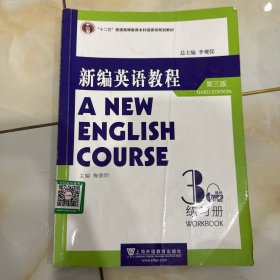 "十二五"普通高等教育本科国家级规划教材
总主编 李观仪
新编英语教程
第三版
THIRD EDITION
A NEW
ENGLISH
COURSE
主编 梅德明
3
练习册
WORKBOOK
上海外语教育出版社